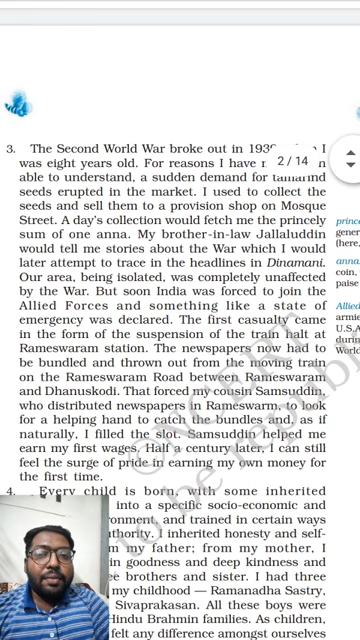 3. The Second World War broke out in 1939, I
was eight years old. For reasons I have
able to understand, a sudden demand for tamarind
seeds erupted in the market. I used to collect the
seeds and sell them to a provision shop on Mosque
Street. A day's collection would fetch me the princely
sum of one anna. My brother-in-law Jallaluddin
would tell me stories about the War which I would
later attempt to trace in the headlines in Dinamani.
Our area, being isolated, was completely unaffected
by the War. But soon India was forced to join the
Allied Forces and something like a state of
emergency was declared. The first casualty came
in the form of the suspension of the train halt at
Rameswaram station. The newspapers now had to
be bundled and thrown out from the moving train
on the Rameswaram Road between Rameswaram
and Dhanuskodi. That forced my cousin Samsuddin,
who distributed newspapers in Rameswarm, to look
for a helping hand to catch the bundles and, as if
naturally, I filled the slot. Samsuddin helped me
earn my first wages. Half a century later, I can still
feel the surge of pride in earning my own money for
the first time.
4. Every child is born, with some inherited
into a specific socio-economic and
and trained in certain ways
I inherited honesty and self-
my father; from my mother, I
in goodness and deep kindness and
brothers and sister. I had three
my childhood – Ramanadha Sastry,
Sivaprakasan. All these boys were
Hindu Brahmin families. As children,
felt any difference amongst ourselves
2 / 14
(here,
anna
coin,
paise
Allied
U.S.A
World
to be